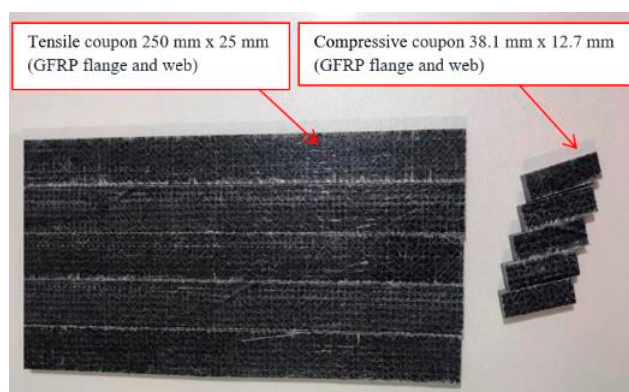 Tensile coupon 250 mm x 25 mm
(GFRP flange and web)
Compressive coupon 38.1 mm x 12.7 mm
(GFRP flange and web)